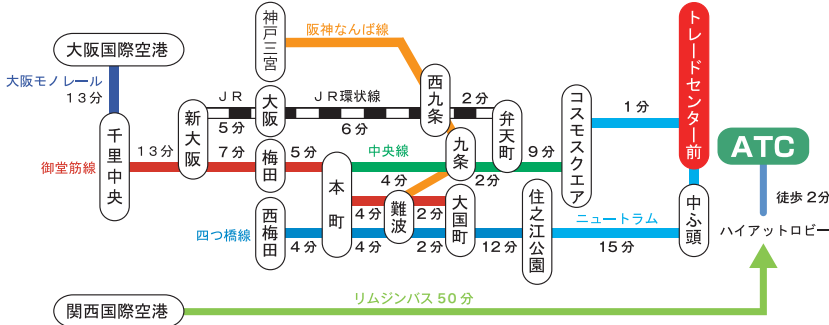 神戸三宮
阪神なんば線
トレードセンター前
大阪国際空港
大阪モノレール
13分
新大阪
JR
5分
大阪
JR環状線
6分
西九条
2分
弁天町
コスモスクエア
1分
ATC
千里中央
御堂筋線
13分
7分
梅田
5分
中央線
4分
九条
2分
9分
本町
4分
難波
2分
大国町
住之江公園
中ふ頭
徒歩2分
ハイアットロビー
四つ橋線
西梅田
4分
4分
2分
12分
ニュートラム
15分
関西国際空港
リムジンバス50分